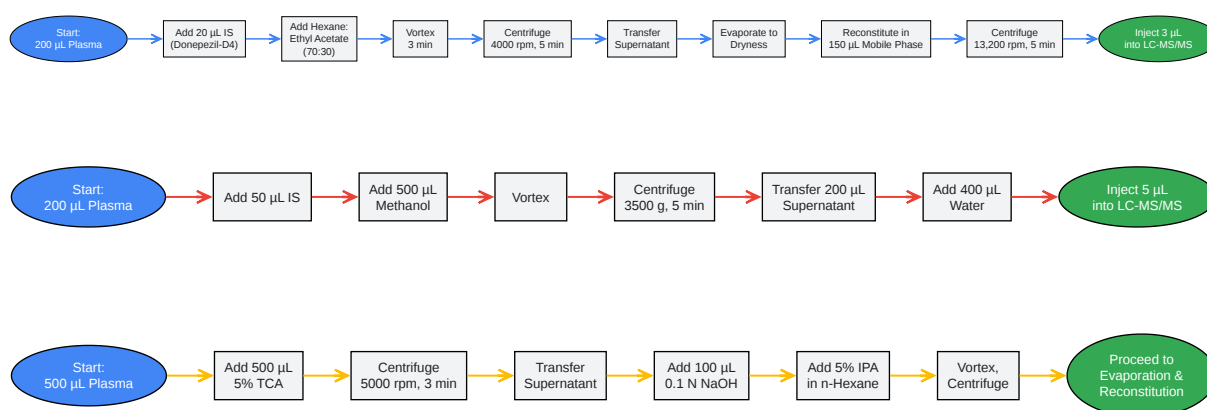 Start:
200 µL Plasma
Add 20 µL IS
(Donepezil-D4)
Add Hexane:
Ethyl Acetate
(70:30)
Vortex
3 min
Centrifuge
4000 rpm, 5 min
Transfer
Supernatant
Evaporate to
Dryness
Reconstitute in
150 µL Mobile Phase
Centrifuge
13,200 rpm, 5 min
Inject 3 µL
into LC-MS/MS
Start:
200 µL Plasma
Add 50 µL IS
Add 500 µL
Methanol
Vortex
Centrifuge
3500 g, 5 min
Transfer 200 µL
Supernatant
Add 400 µL
Water
Inject 5 µL
into LC-MS/MS
Start:
500 µL Plasma
Add 500 µL
5% TCA
Centrifuge
5000 rpm, 3 min
Transfer
Supernatant
Add 100 µL
0.1 N NaOH
Add 5% IPA
in n-Hexane
Vortex,
Centrifuge
Proceed to
Evaporation &
Reconstitution